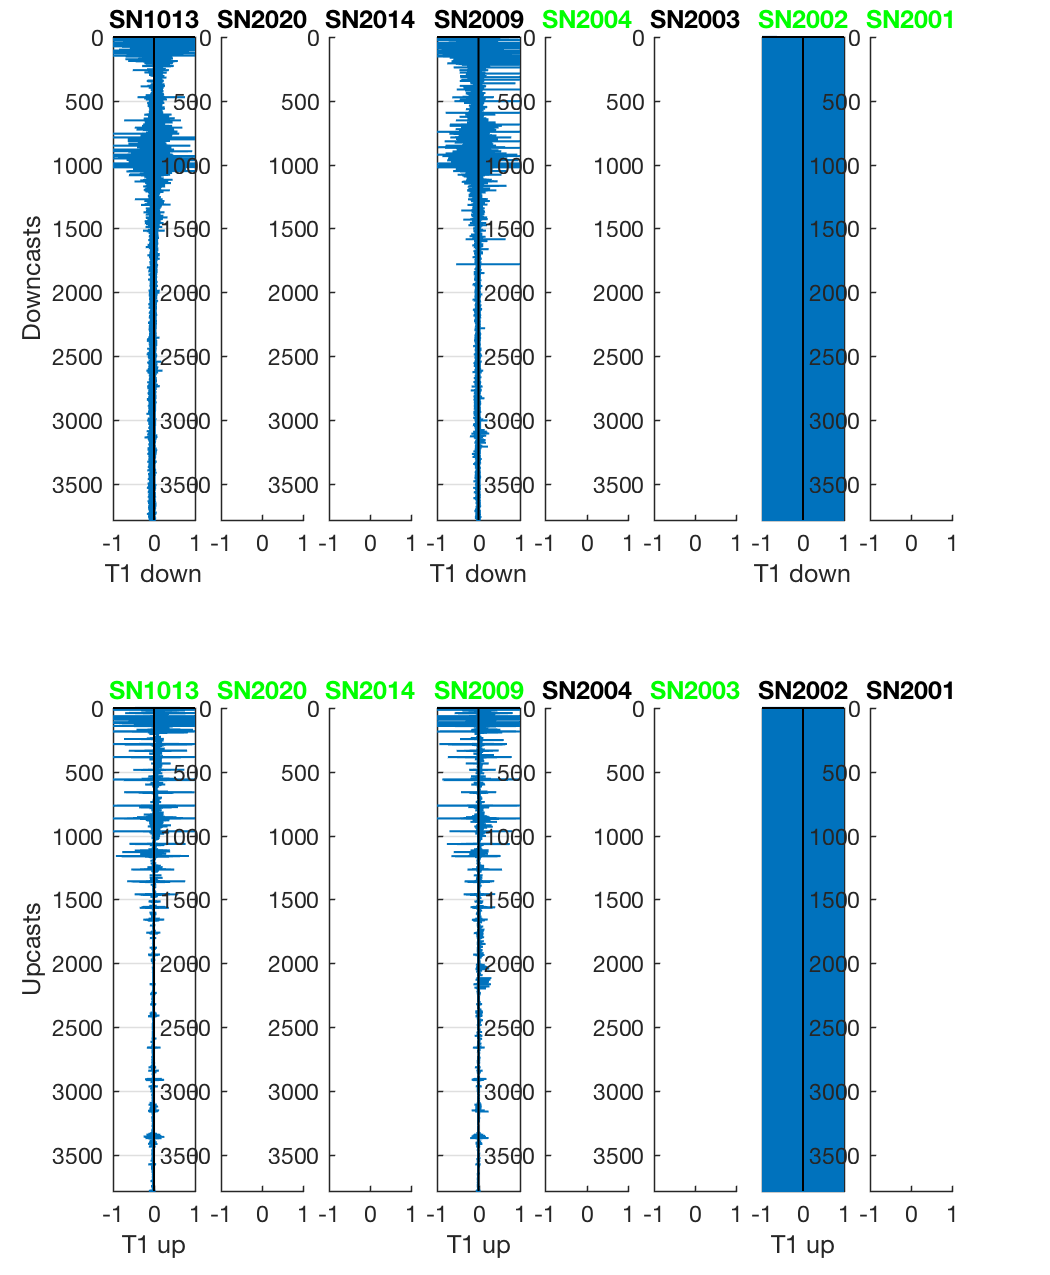 SN1013 SN2020 SN2014 SN2009 SN2004 SN2003 SN2002 SN2001
0 0 0 0 0 0 0 0
500 500 500 500 500 500 500 500
1000 1000 1000 1000 1000 1000 1000 1000
1500 1500 1500 1500 1500 1500 1500 1500
2000 2000 2000 2000 2000 2000 2000 2000
2500 2500 2500 2500 2500 2500 2500 2500
3000 3000 3000 3000 3000 3000 3000 3000
3500 3500 3500 3500 3500 3500 3500 3500
Downcasts
-1 0 1 -1 0 1 -1 0 1 -1 0 1 -1 0 1 -1 0 1 -1 0 1 -1 0 1
T1 down T1 down T1 down
SN1013 SN2020 SN2014 SN2009 SN2004 SN2003 SN2002 SN2001
0 0 0 0 0 0 0 0
500 500 500 500 500 500 500 500
1000 1000 1000 1000 1000 1000 1000 1000
1500 1500 1500 1500 1500 1500 1500 1500
2000 2000 2000 2000 2000 2000 2000 2000
2500 2500 2500 2500 2500 2500 2500 2500
3000 3000 3000 3000 3000 3000 3000 3000
3500 3500 3500 3500 3500 3500 3500 3500
Upcasts
-1 0 1 -1 0 1 -1 0 1 -1 0 1 -1 0 1 -1 0 1 -1 0 1 -1 0 1
T1 up T1 up T1 up